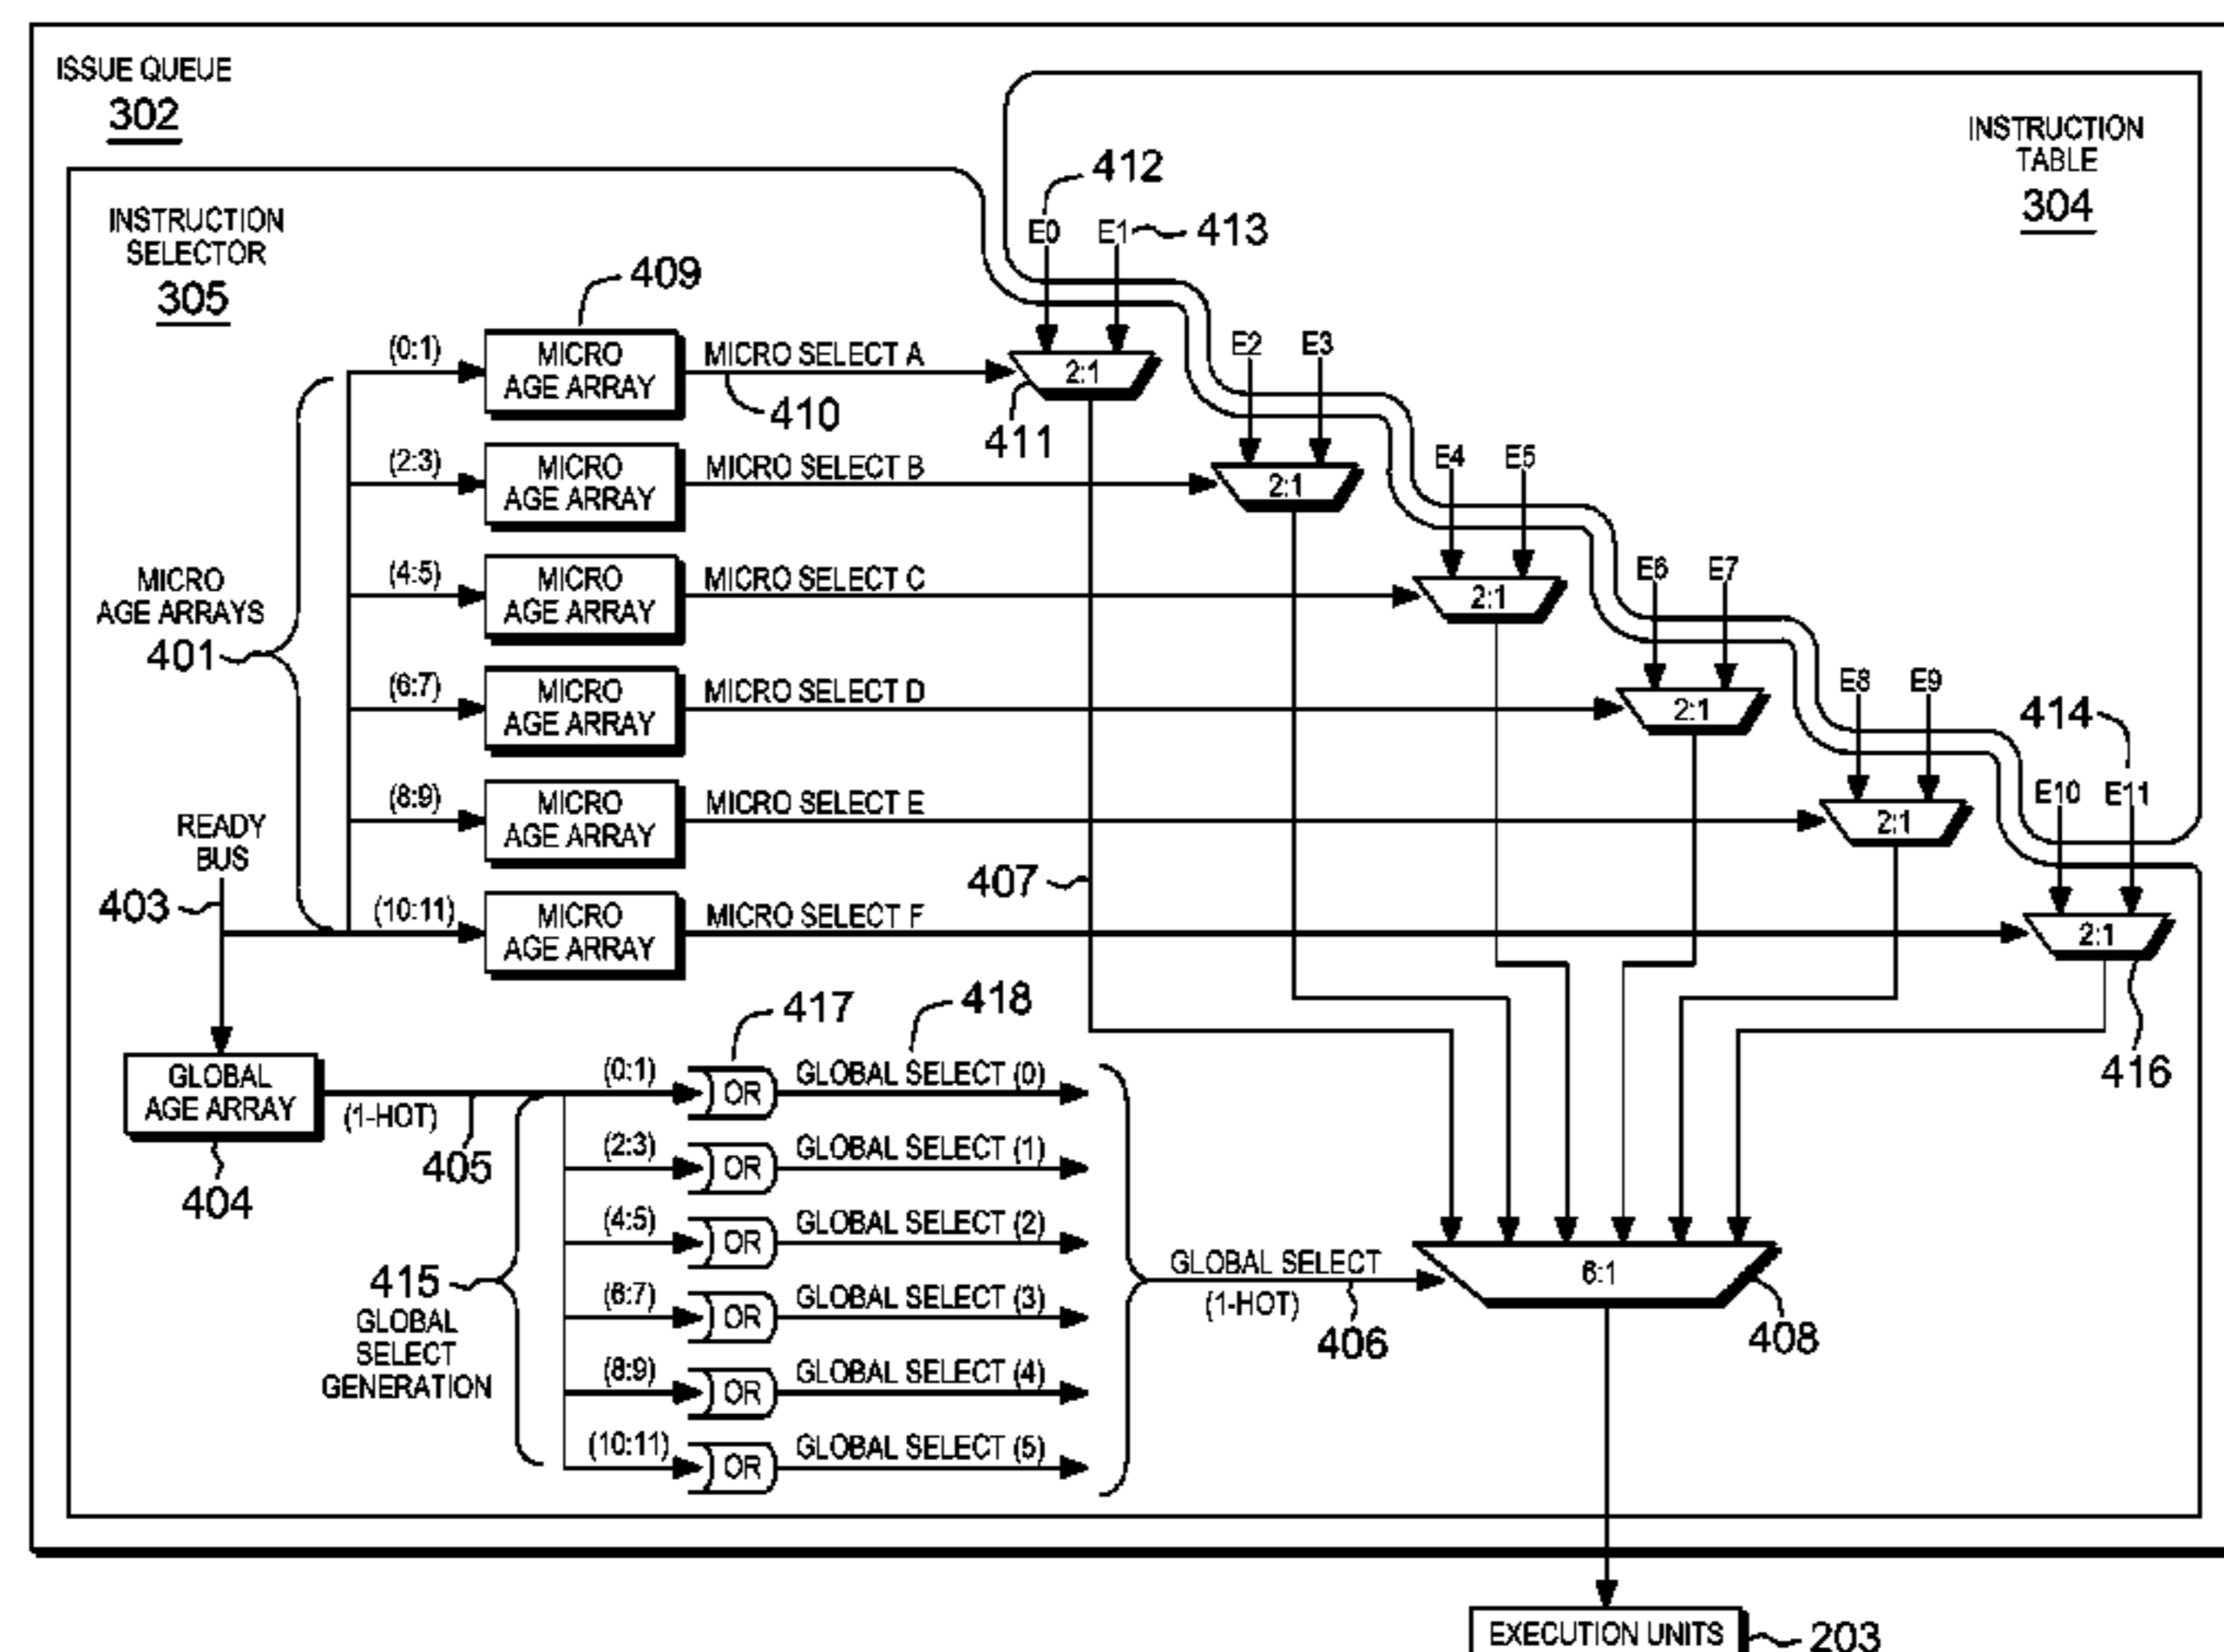 ISSUE QUEUE
302
INSTRUCTION
TABLE
304
INSTRUCTION
SELECTOR
305
412
E0
E1
413
409
(0:1)
MICRO
AGE ARRAY
MICRO SELECT A
410
2:1
411
E2
E3
(2:3)
MICRO
AGE ARRAY
MICRO SELECT B
2:1
E4
E5
(4:5)
MICRO
AGE ARRAY
MICRO SELECT C
2:1
MICRO
AGE ARRAYS
401
E6
E7
(6:7)
MICRO
AGE ARRAY
MICRO SELECT D
2:1
E8
E9
414
(8:9)
MICRO
AGE ARRAY
MICRO SELECT E
2:1
E10
E11
READY
BUS
403
407
(10:11)
MICRO
AGE ARRAY
MICRO SELECT F
2:1
416
417
418
GLOBAL
AGE ARRAY
404
(1-HOT)
405
(0:1)
OR
GLOBAL SELECT (0)
(2:3)
OR
GLOBAL SELECT (1)
(4:5)
OR
GLOBAL SELECT (2)
415
GLOBAL
SELECT
GENERATION
(6:7)
OR
GLOBAL SELECT (3)
(8:9)
OR
GLOBAL SELECT (4)
(10:11)
OR
GLOBAL SELECT (5)
GLOBAL SELECT
(1-HOT)
406
6:1
408
EXECUTION UNITS
203